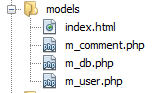 models
index.html
m_comment.php
m_db.php
m_user.php